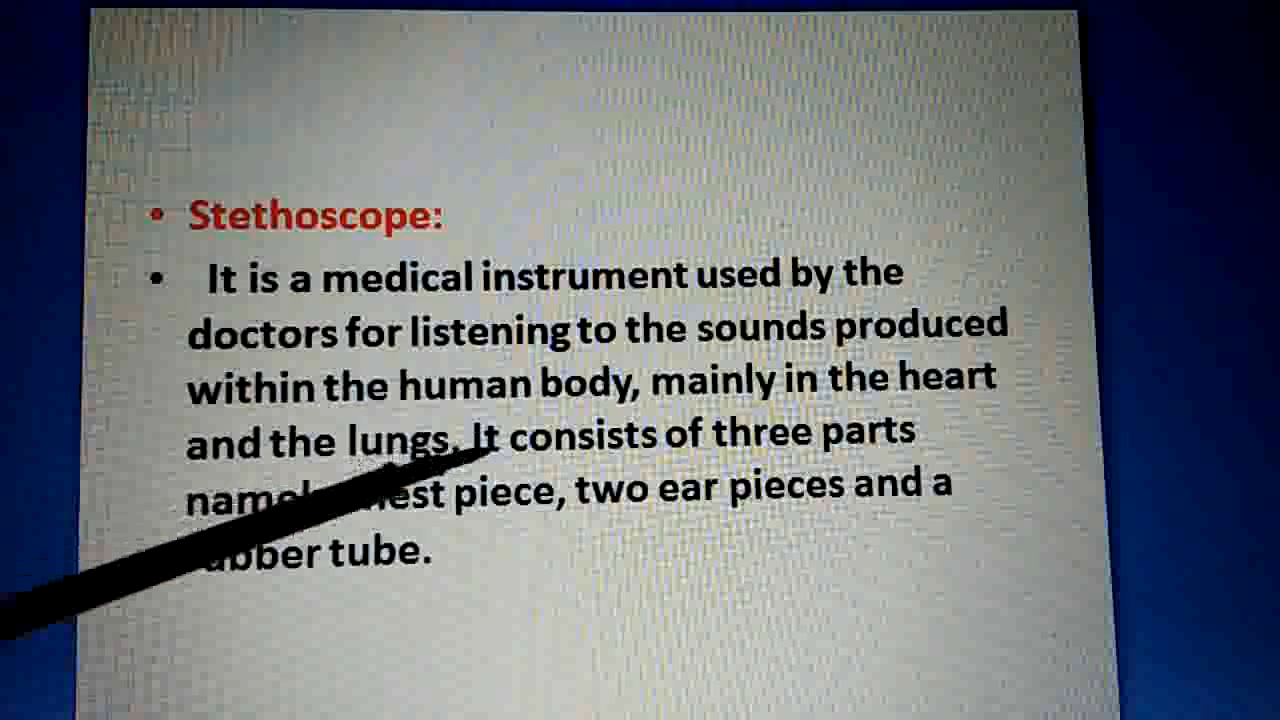 • Stethoscope:
• It is a medical instrument used by the
doctors for listening to the sounds produced
within the human body, mainly in the heart
and the lungs. It consists of three parts
piece, two ear pieces and a
tube.